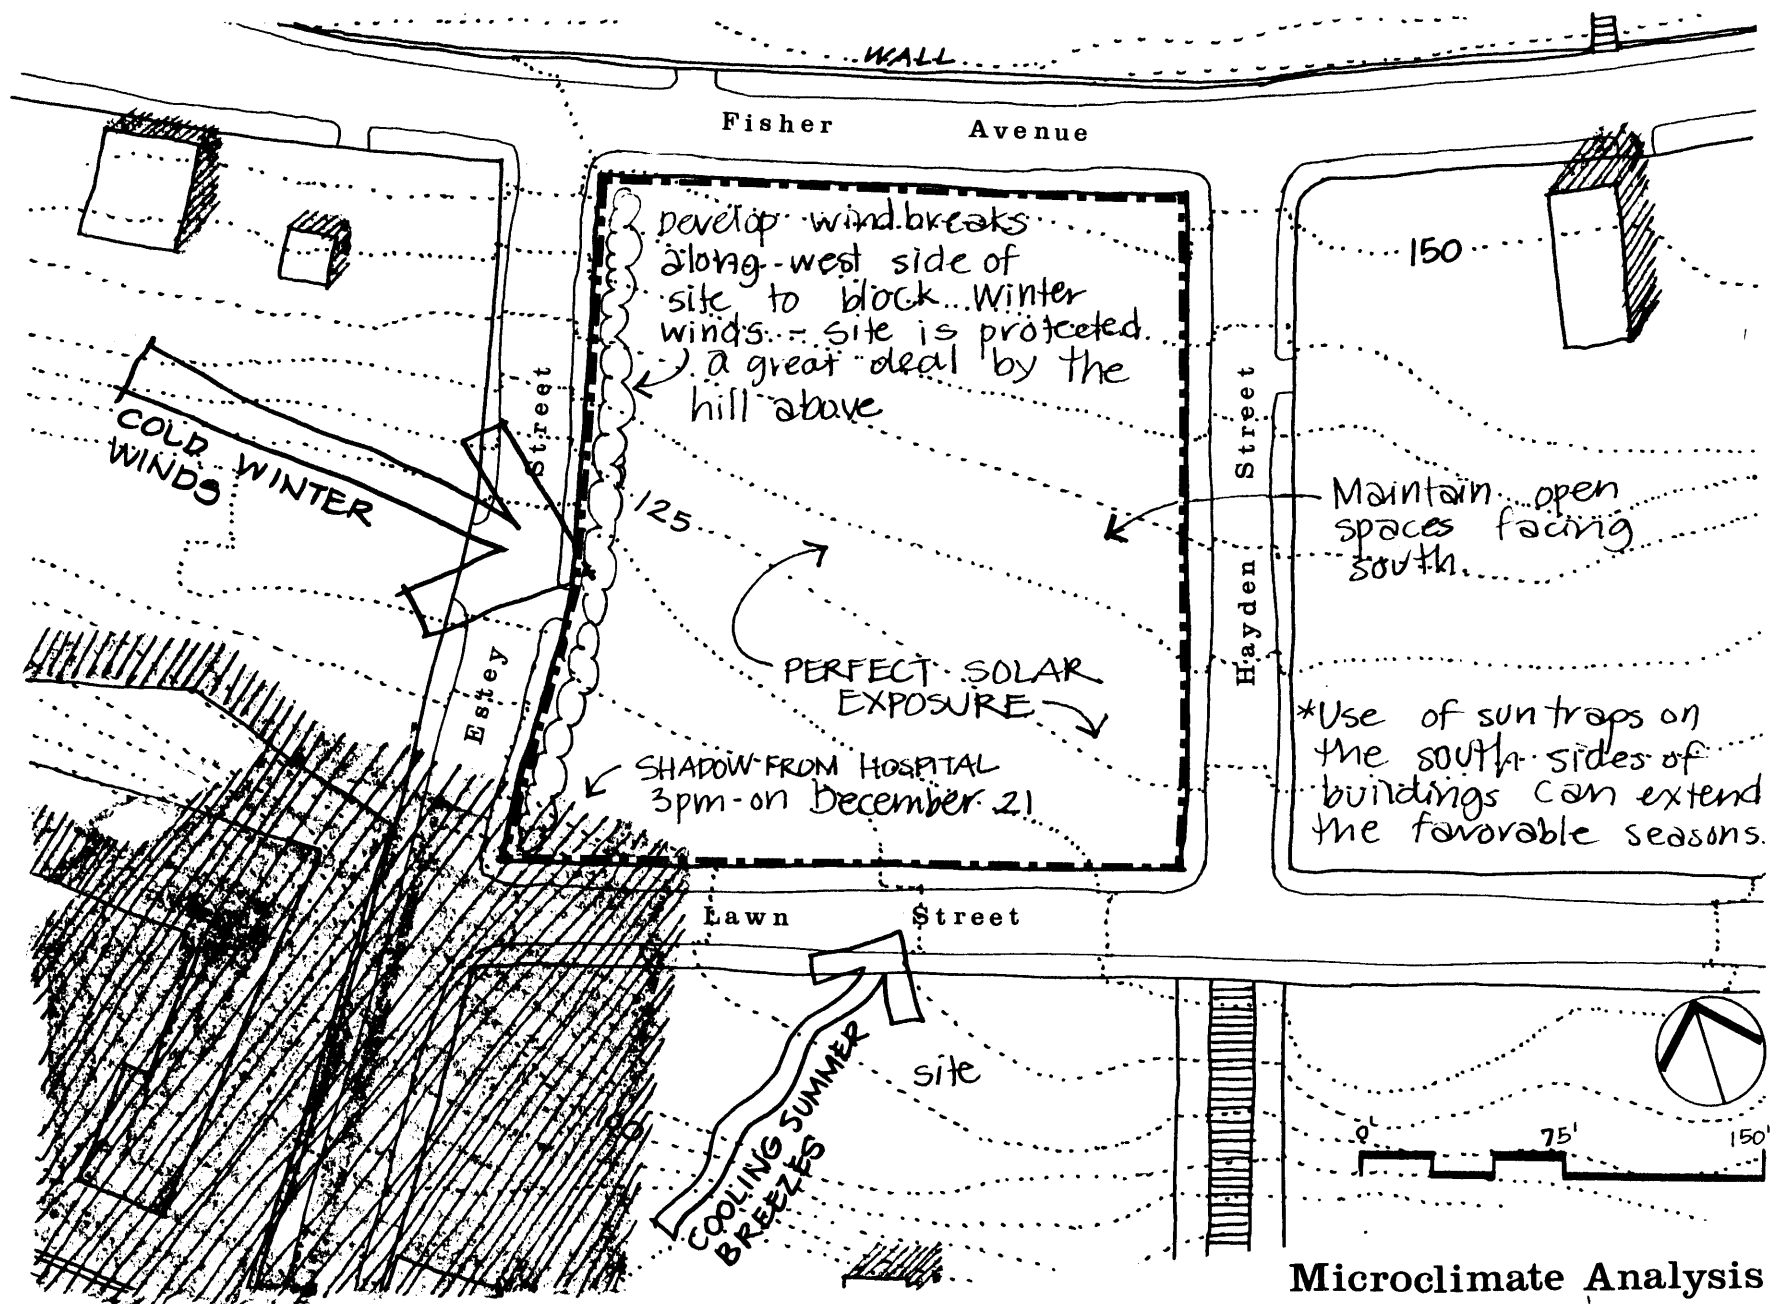 WALL
Fisher Avenue
Develop windbreaks
along west side of
site to block winter
winds - site is protected
a great deal by the
hill above
150
Street
Estey
COLD WINTER
WINDS
125
Street
Hayden
Maintain open
spaces facing
south.
PERFECT SOLAR
EXPOSURE
*Use of sun traps on
the south sides of
buildings can extend
the favorable seasons.
SHADOW FROM HOSPITAL
3pm on December 21
Lawn Street
site
COOLING SUMMER
BREEZES
0' 75' 150'
Microclimate Analysis